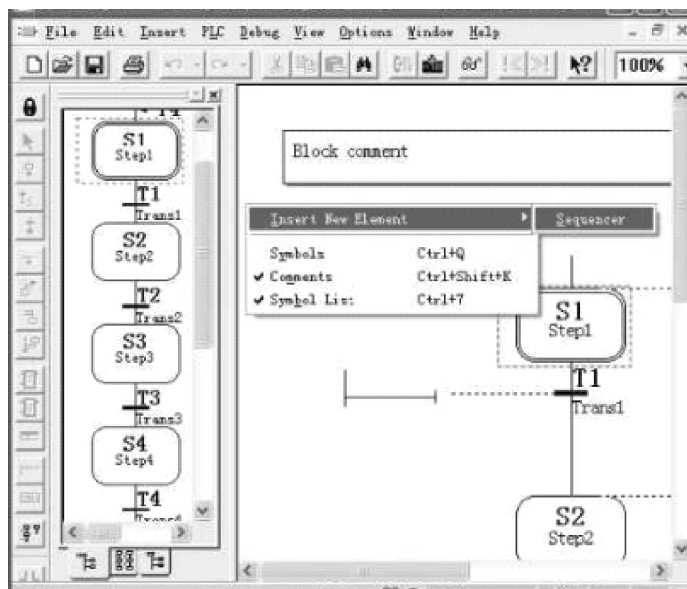 File Edit Insert PLC Debug View Options Window Help
100%
T4
S1
Step1
T1
Trans1
S2
Step2
T2
Trans2
S3
Step3
T3
Trans3
S4
Step4
T4
Block comment
Insert New Element
Sequencer
Symbols Ctrl+Q
Comments Ctrl+Shift+K
Symbol List Ctrl+7
S1
Step1
T1
Trans1
S2
Step2